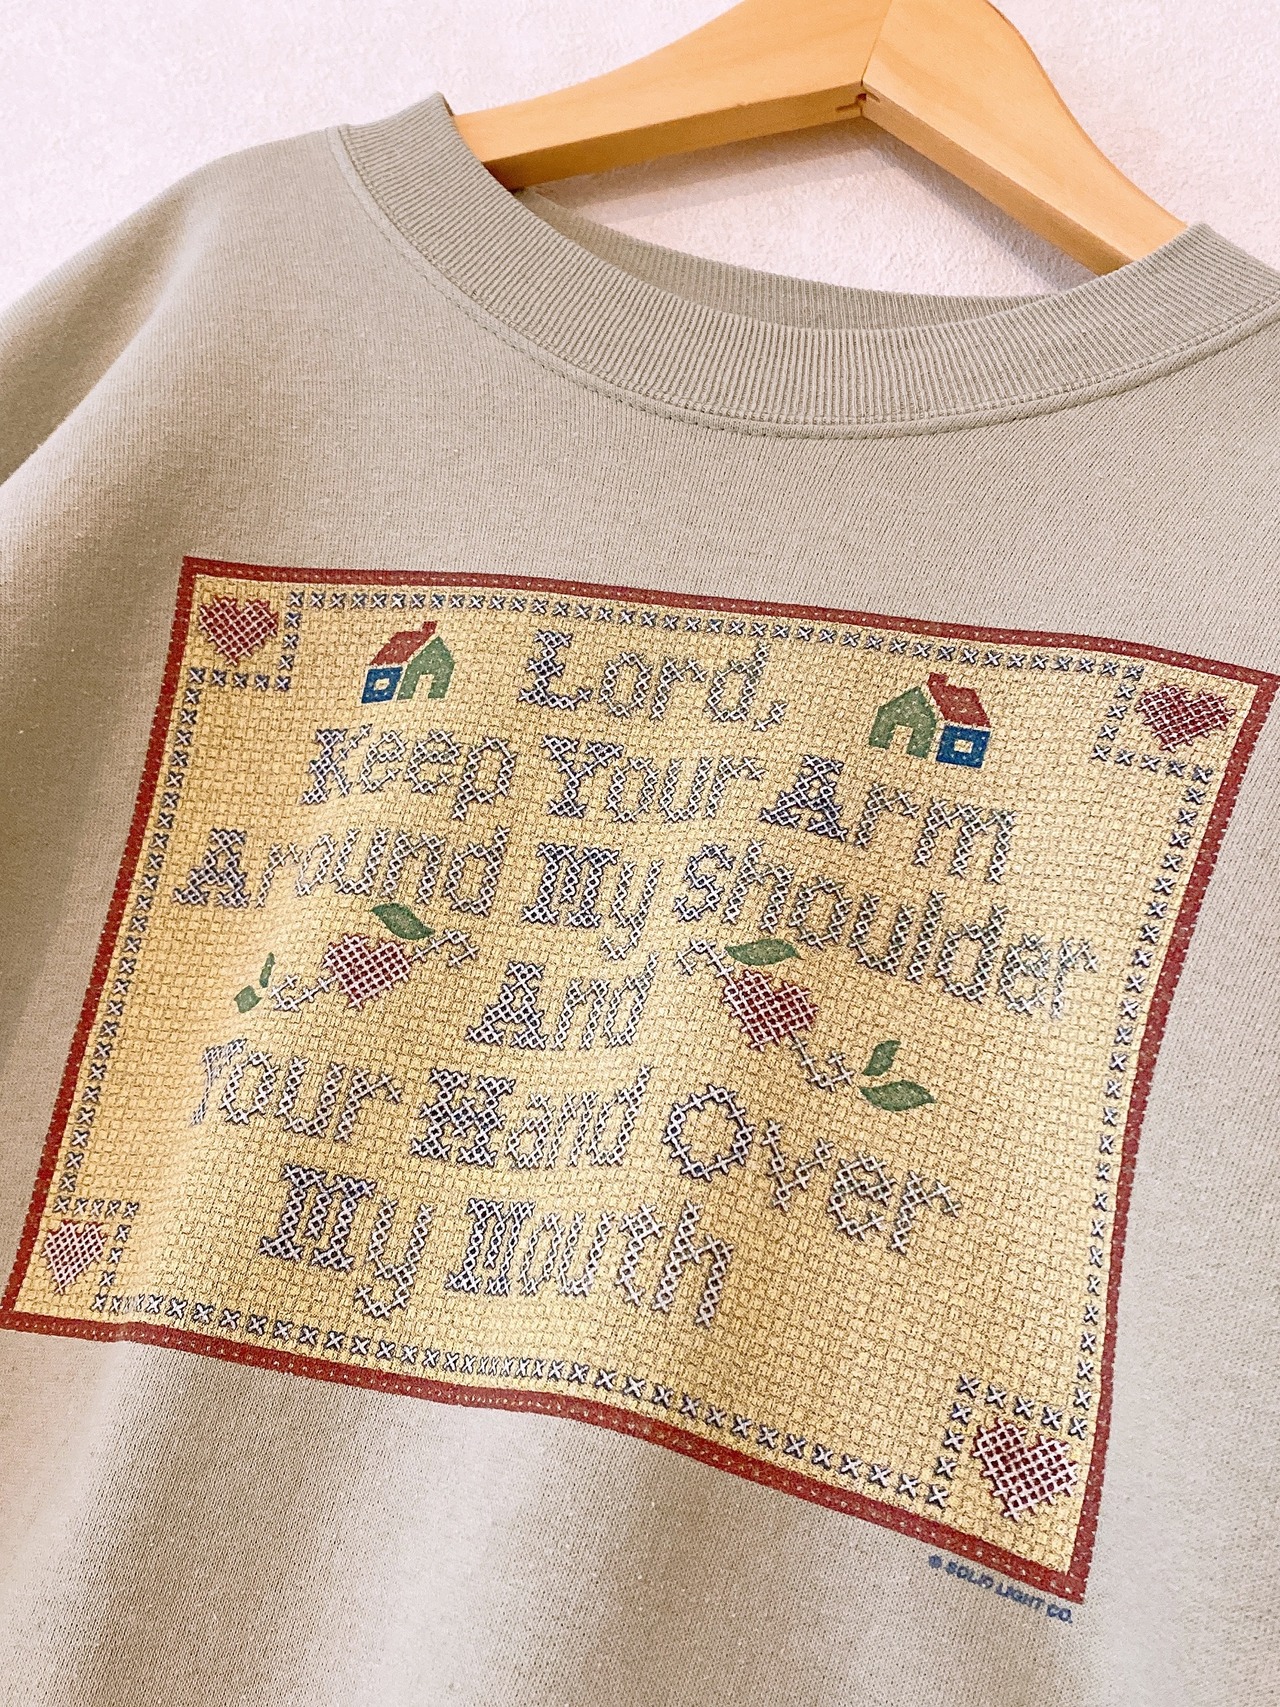 Lord,
Keep Your Arm
Around my shoulder
And
Your Hand Over
my mouth
© SOLID LIGHT CO.